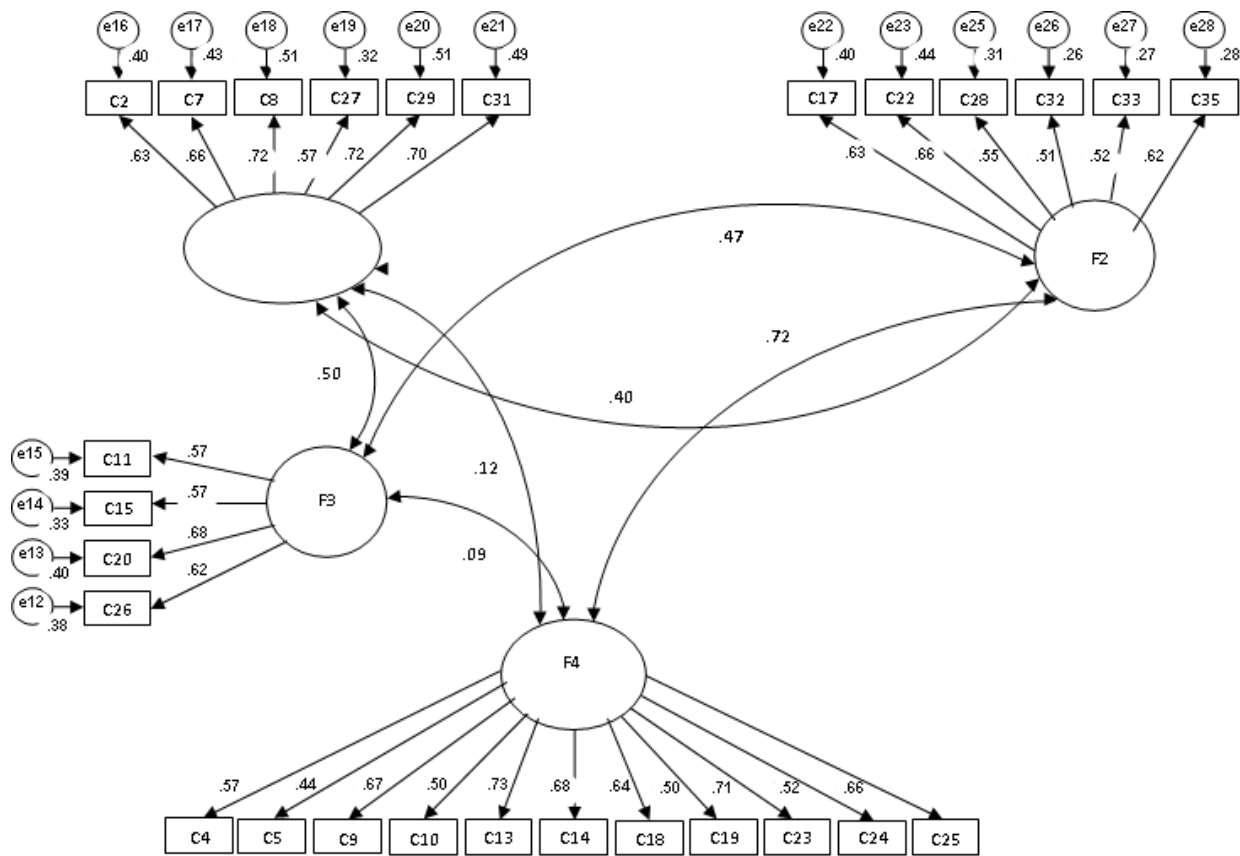 e16 e17 e18 e19 e20 e21 e22 e23 e25 e26 e27 e28
.40 .43 .51 .32 .51 .49 .40 .44 .31 .26 .27 .28
C2 C7 C8 C27 C29 C31 C17 C22 C28 C32 C33 C35
.63 .66 .72 .57 .72 .70 .63 .66 .55 .51 .52 .62
.47
F2
.72
.50
.40
e15 C11 .57
.39
.12
e14 C15 .57 F3
.33
e13 C20 .68
.40
.09
e12 C26 .62
.38
F4
.57 .44 .67 .50 .73 .68 .64 .50 .71 .52 .66
C4 C5 C9 C10 C13 C14 C18 C19 C23 C24 C25